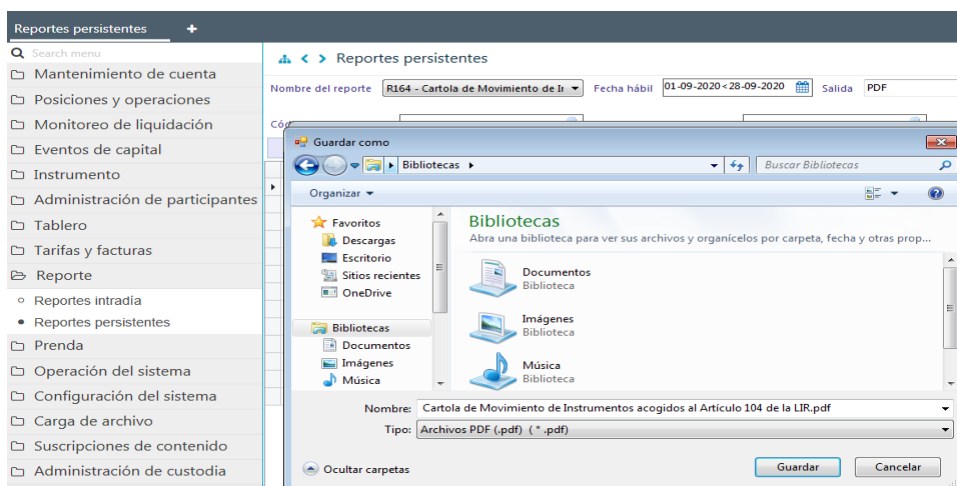 Reportes persistentes +
Search menu
Mantenimiento de cuenta
Posiciones y operaciones
Monitoreo de liquidación
Eventos de capital
Instrumento
Administración de participantes
Tablero
Tarifas y facturas
Reporte
Reportes intradía
Reportes persistentes
Prenda
Operación del sistema
Configuración del sistema
Carga de archivo
Suscripciones de contenido
Administración de custodia
Reportes persistentes
Nombre del reporte R164 - Cartola de Movimiento de Ir Fecha hábil 01-09-2020<28-09-2020 Salida PDF
Guardar como
Bibliotecas
Buscar Bibliotecas
Organizar
Favoritos
Descargas
Escritorio
Sitios recientes
OneDrive
Bibliotecas
Documentos
Imágenes
Música
Bibliotecas
Abra una biblioteca para ver sus archivos y organícelos por carpeta, fecha y otras prop...
Documentos
Biblioteca
Imágenes
Biblioteca
Música
Biblioteca
Nombre: Cartola de Movimiento de Instrumentos acogidos al Artículo 104 de la LIR.pdf
Tipo: Archivos PDF (.pdf) (*.pdf)
Ocultar carpetas
Guardar
Cancelar